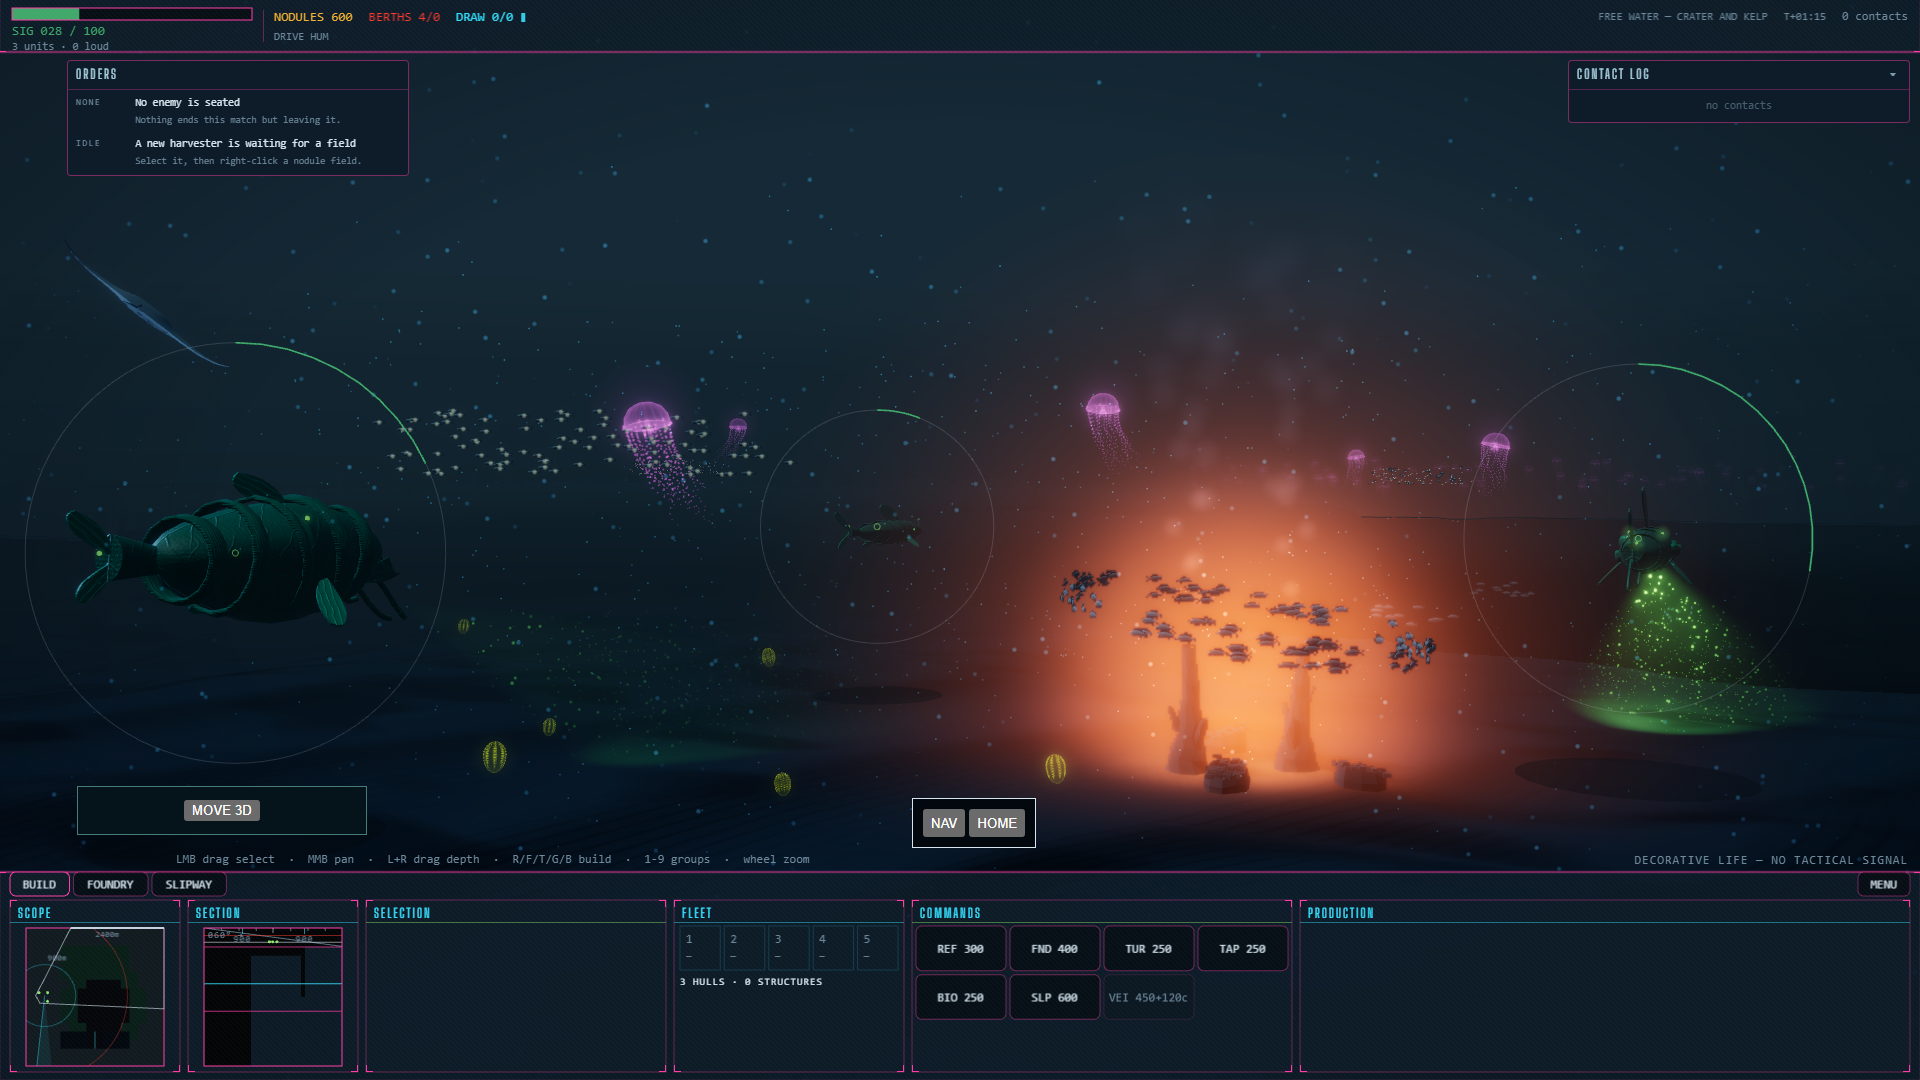 SIG 028 / 100
3 units · 0 loud
NODULES 600 BERTHS 4/0 DRAW 0/0
DRIVE HUM
FREE WATER — CRATER AND KELP T+01:15 0 contacts
ORDERS
NONE No enemy is seated
Nothing ends this match but leaving it.
IDLE A new harvester is waiting for a field
Select it, then right-click a nodule field.
CONTACT LOG
no contacts
MOVE 3D
NAV HOME
LMB drag select · MMB pan · L+R drag depth · R/F/T/G/B build · 1-9 groups · wheel zoom
DECORATIVE LIFE — NO TACTICAL SIGNAL
BUILD FOUNDRY SLIPWAY MENU
SCOPE
2400m
900m
SECTION
060°
900 900
SELECTION
FLEET
1 2 3 4 5
— — — — —
3 HULLS · 0 STRUCTURES
COMMANDS
REF 300 FND 400 TUR 250 TAP 250
BIO 250 SLP 600 VEI 450+120c
PRODUCTION